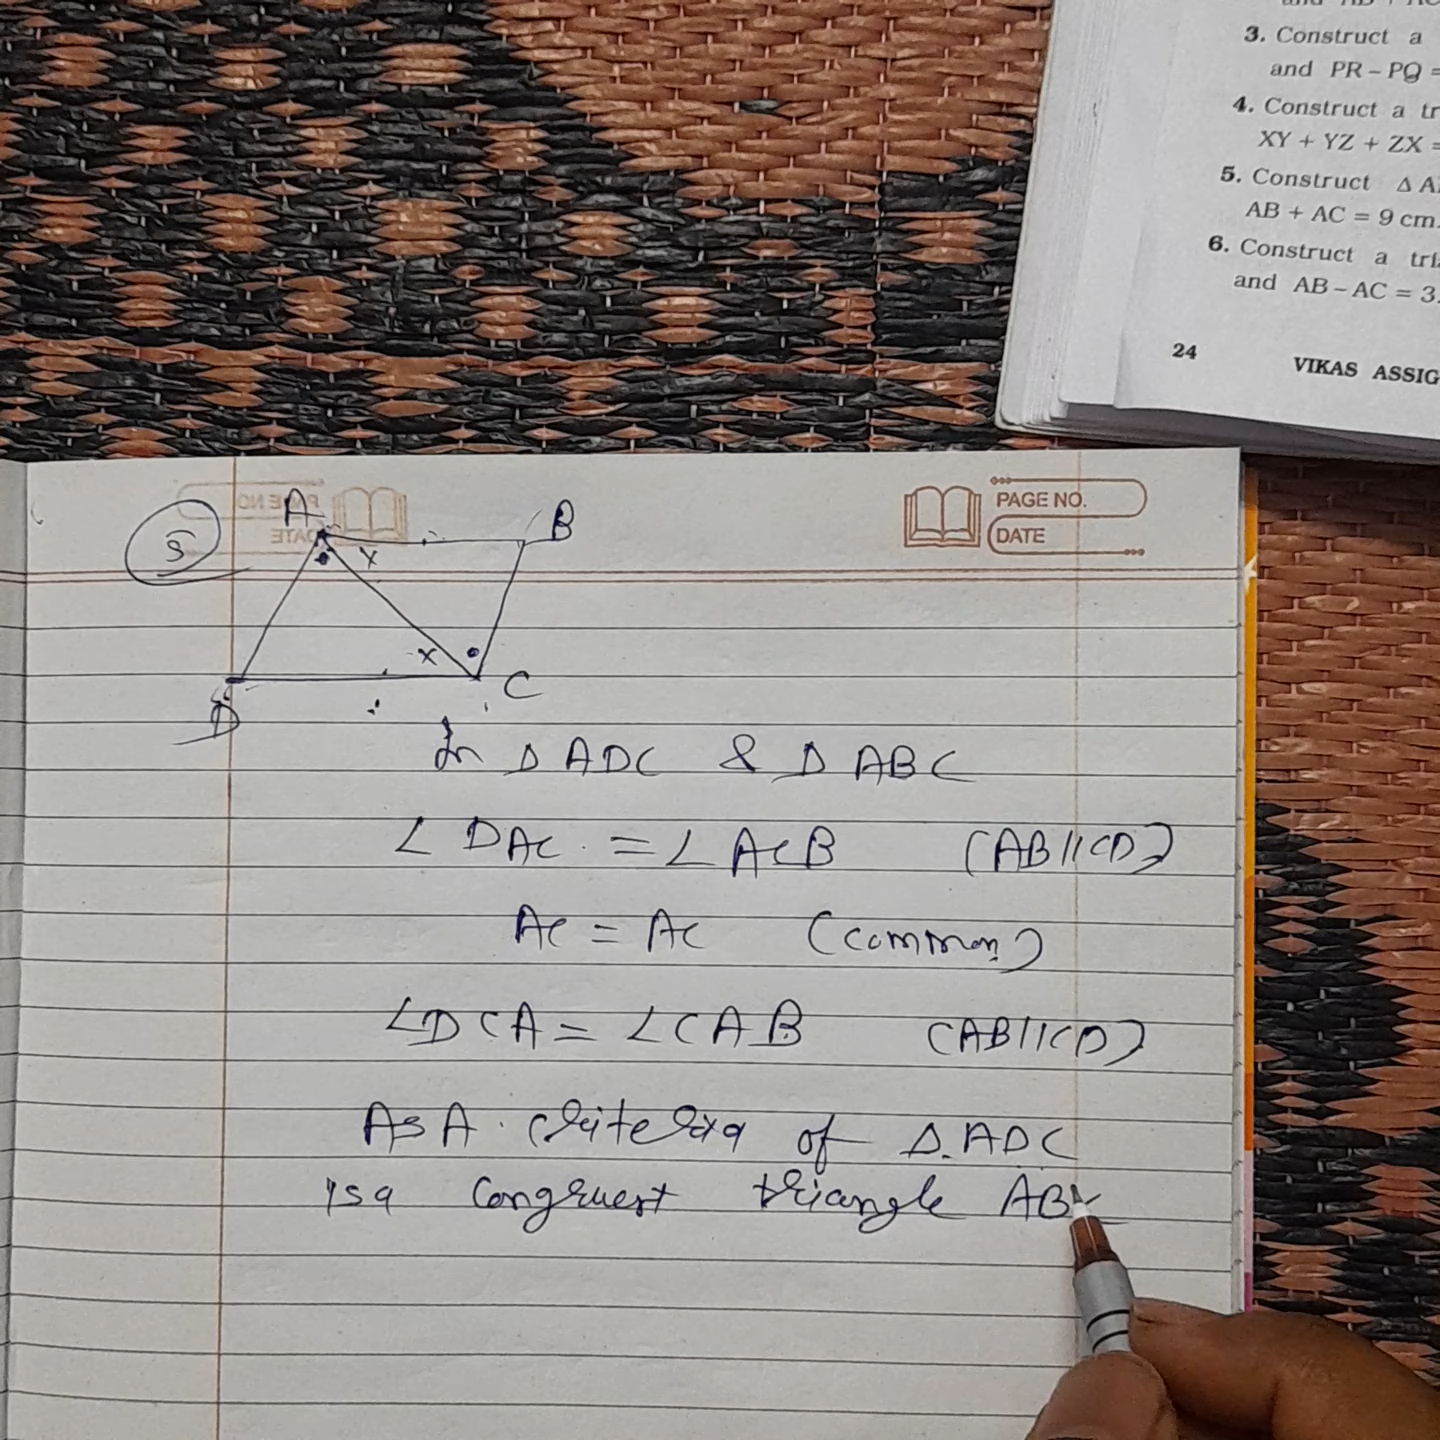 3. Construct a
and PR – PQ =
4. Construct a tr
XY + YZ + ZX =
5. Construct Δ A
AB + AC = 9 cm.
6. Construct a tri
and AB – AC = 3.
24 VIKAS ASSIG
PAGE NO.
DATE
5
A
B
D
C
x
x
In Δ ADC & Δ ABC
∠ DAC = ∠ ACB (AB||CD)
AC = AC (common)
∠DCA = ∠CAB (AB||CD)
ASA criteria of Δ ADC
is a congruent triangle AB